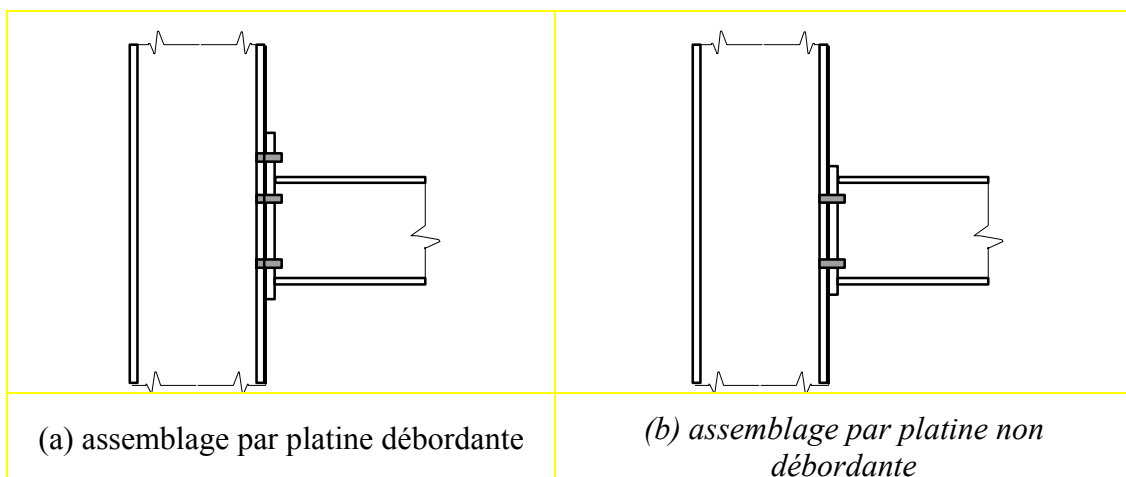 (a) assemblage par platine débordante
(b) assemblage par platine non
débordante